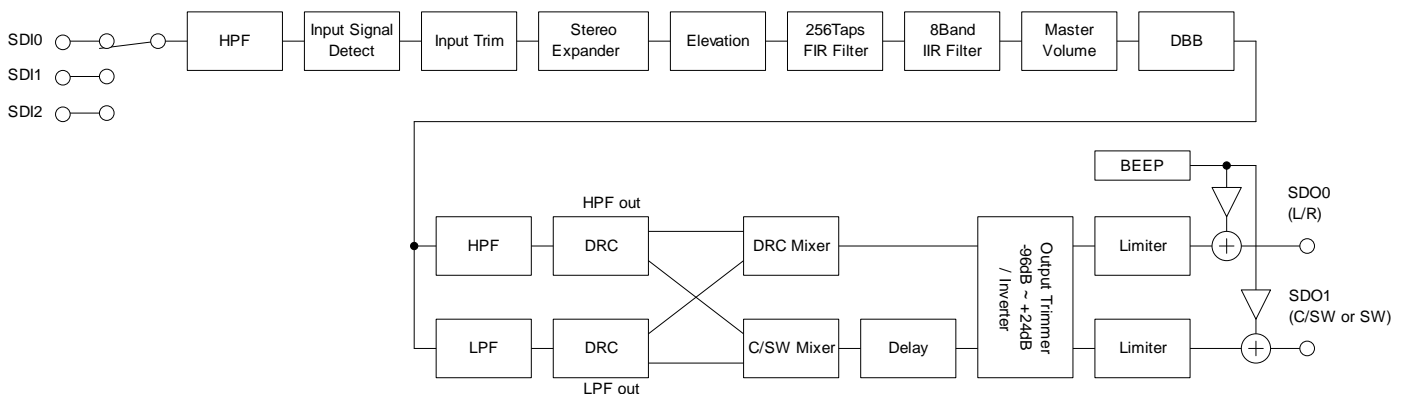 SDI0
SDI1
SDI2
HPF
Input Signal
Detect
Input Trim
Stereo
Expander
Elevation
256Taps
FIR Filter
8Band
IIR Filter
Master
Volume
DBB
BEEP
SDO0
(L/R)
HPF out
HPF
DRC
DRC Mixer
Output Trimmer
-96dB ~ +24dB
/ Inverter
Limiter
+
SDO1
(C/SW or SW)
LPF
DRC
C/SW Mixer
Delay
Limiter
+
LPF out